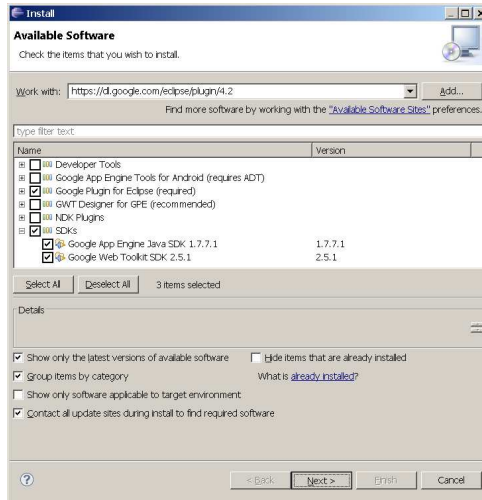 Install
Available Software
Check the items that you wish to install.
Work with: https://dl.google.com/eclipse/plugin/4.2 Add...
Find more software by working with the "Available Software Sites" preferences.
type filter text
Name Version
Developer Tools
Google App Engine Tools for Android (requires ADT)
Google Plugin for Eclipse (required)
GWT Designer for GPE (recommended)
NDK Plugins
SDKs
Google App Engine Java SDK 1.7.7.1 1.7.7.1
Google Web Toolkit SDK 2.5.1 2.5.1
Select All Deselect All 3 items selected
Details
Show only the latest versions of available software Hide items that are already installed
Group items by category What is already installed?
Show only software applicable to target environment
Contact all update sites during install to find required software
? < Back Next > Finish Cancel